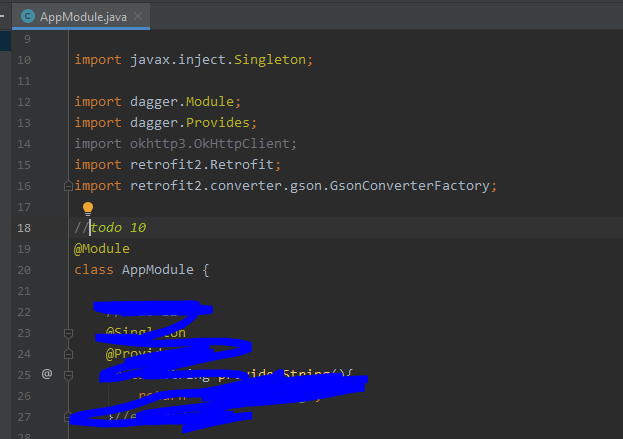 AppModule.java
9
10 import javax.inject.Singleton;
11
12 import dagger.Module;
13 import dagger.Provides;
14 import okhttp3.OkHttpClient;
15 import retrofit2.Retrofit;
16 import retrofit2.converter.gson.GsonConverterFactory;
17
18 //todo 10
19 @Module
20 class AppModule {
21
22
23 @Singleton
24
25 @
26
27
28